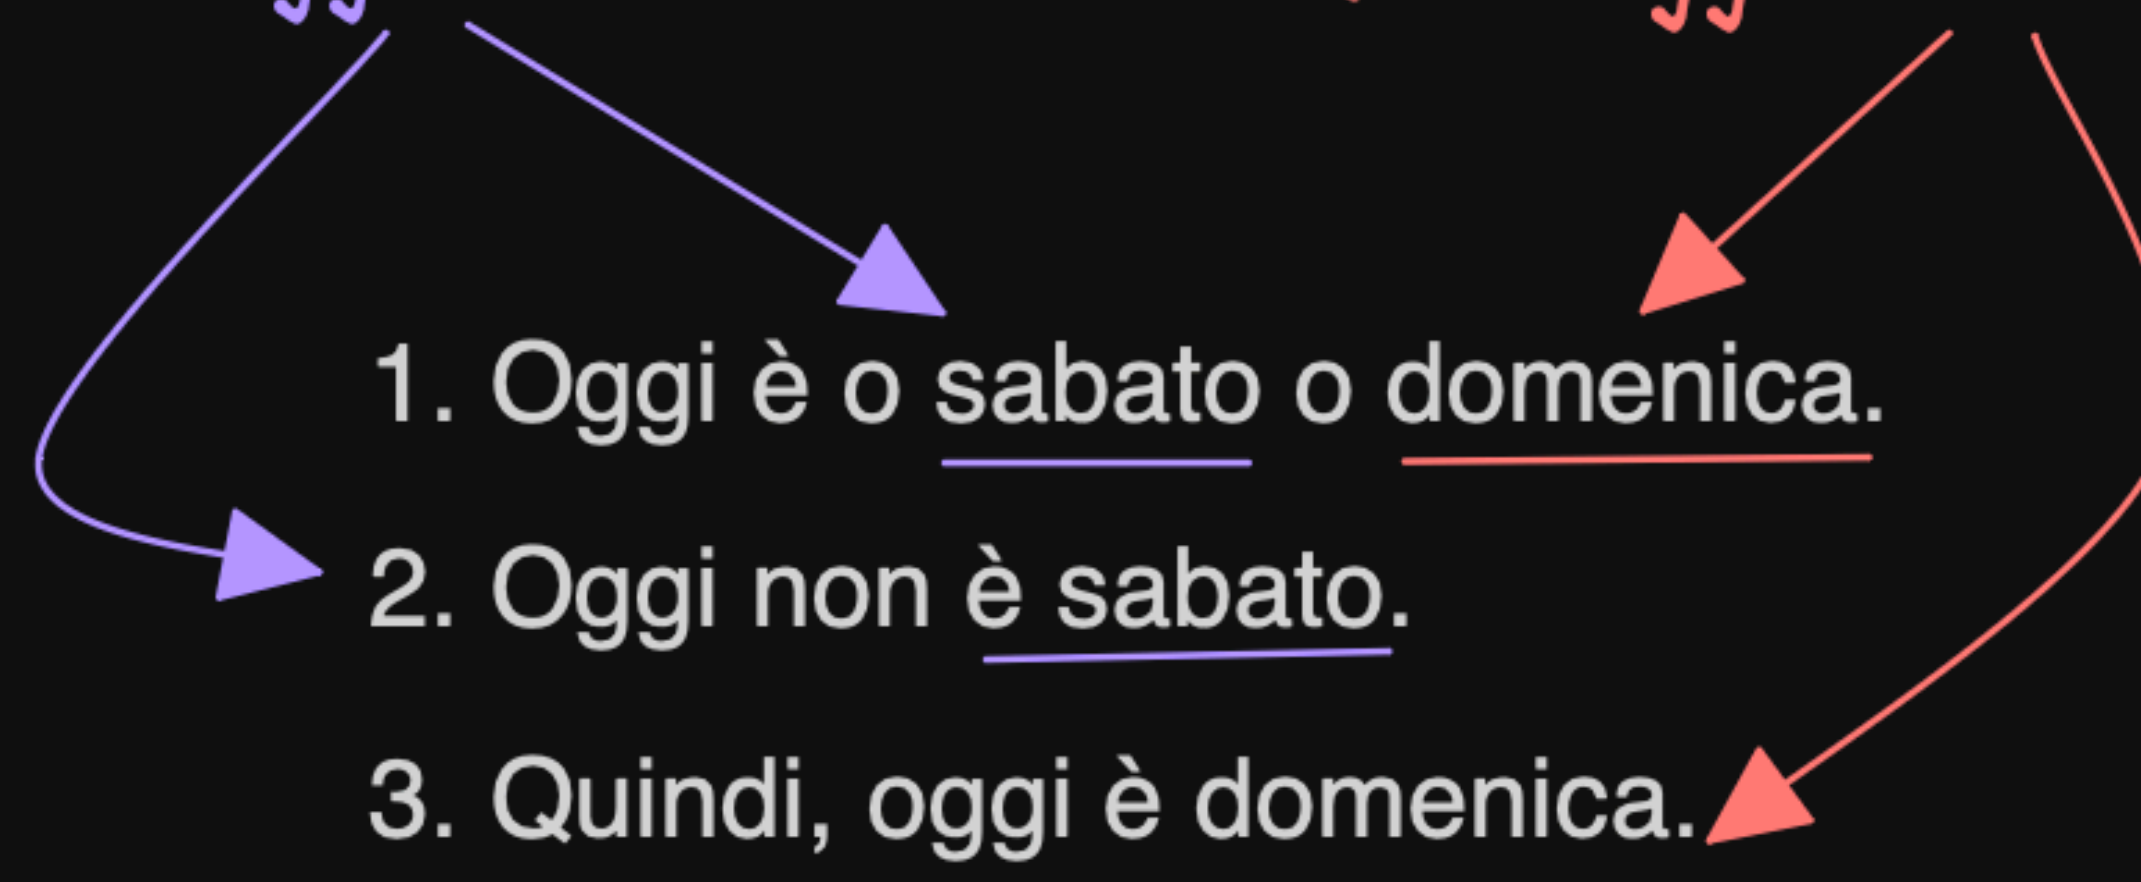 1. Oggi è o sabato o domenica.
2. Oggi non è sabato.
3. Quindi, oggi è domenica.